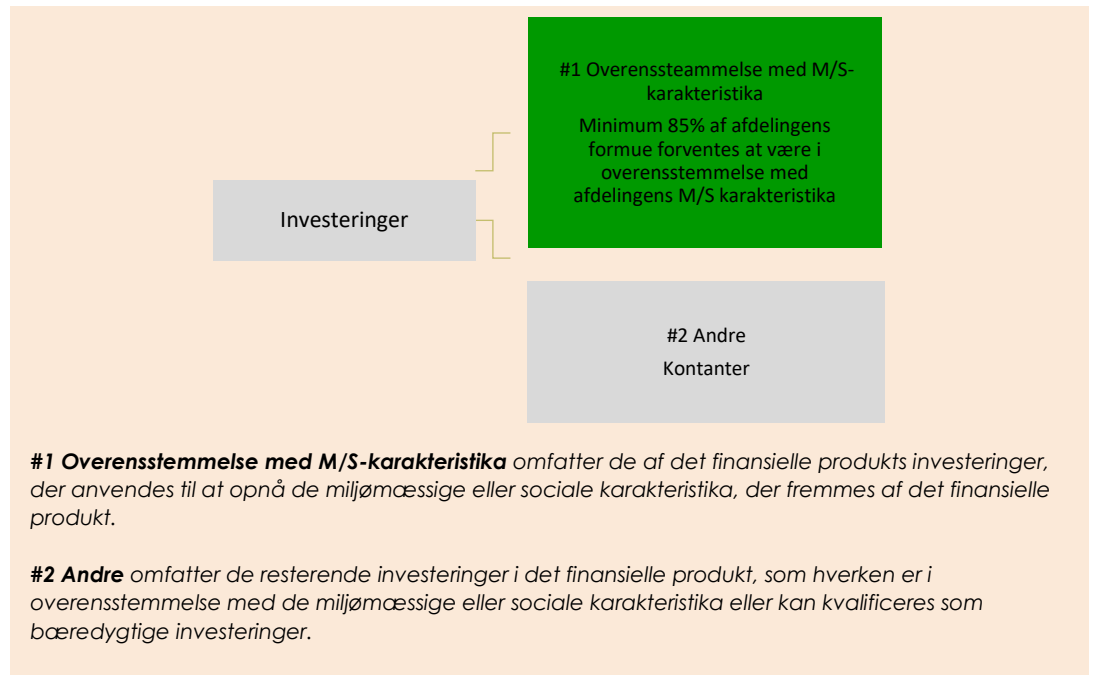 #1 Overenssteammelse med M/S-
karakteristika
Minimum 85% af afdelingens
formue forventes at være i
overensstemmelse med
afdelingens M/S karakteristika
Investeringer
#2 Andre
Kontanter
#1 Overensstemmelse med M/S-karakteristika omfatter de af det finansielle produkts investeringer,
der anvendes til at opnå de miljømæssige eller sociale karakteristika, der fremmes af det finansielle
produkt.
#2 Andre omfatter de resterende investeringer i det finansielle produkt, som hverken er i
overensstemmelse med de miljømæssige eller sociale karakteristika eller kan kvalificeres som
bæredygtige investeringer.